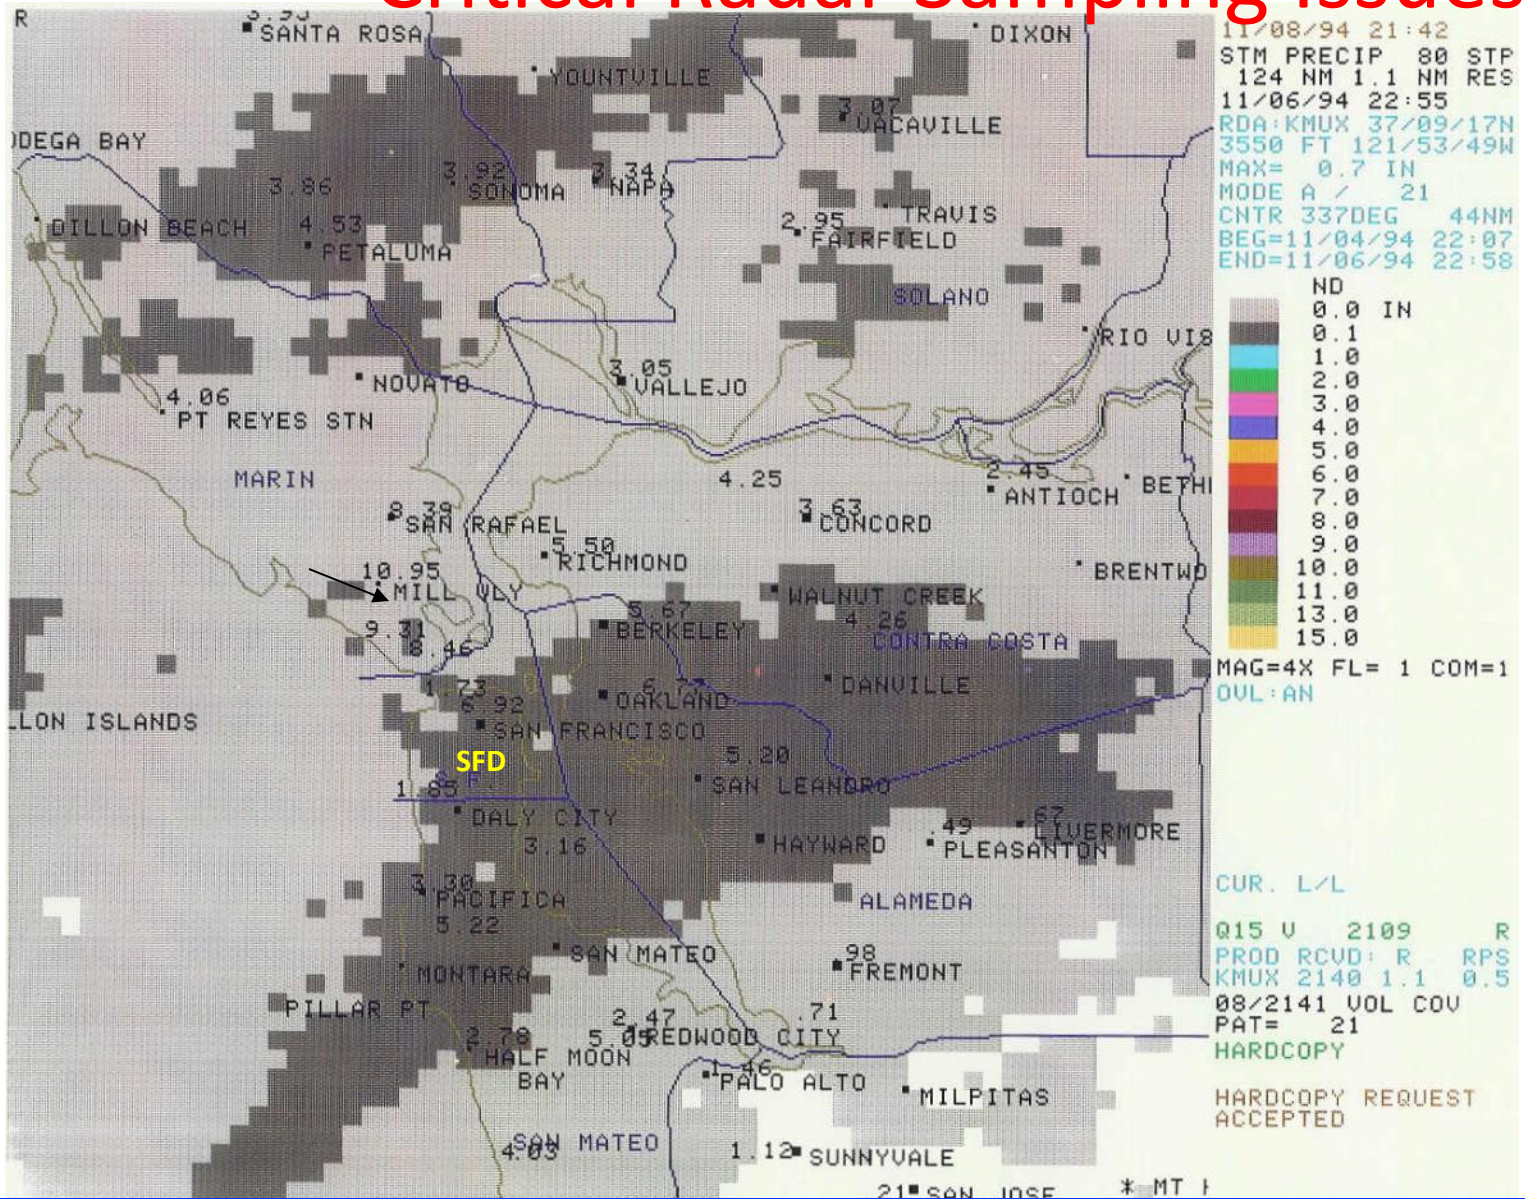 Critical Radar Sampling Issues
R
3.93
SANTA ROSA
DIXON
YOUNTVILLE
3.07
VACAVILLE
ODEGA BAY
3.92
3.34
3.86
SONOMA
NAPA
TRAVIS
2.95
DILLON BEACH
4.53
FAIRFIELD
PETALUMA
SOLANO
RIO VIS
3.05
NOVATO
VALLEJO
4.06
PT REYES STN
MARIN
4.25
2.45
BETHI
ANTIOCH
8.39
SAN RAFAEL
3.63
CONCORD
5.50
RICHMOND
10.95
BRENTWD
MILL VLY
WALNUT CREEK
5.67
4.26
9.31
BERKELEY
CONTRA COSTA
8.46
1.73
DANVILLE
6.92
OAKLAND
LLON ISLANDS
SAN FRANCISCO
SFD
5.20
SAN LEANDRO
1.85
DALY CITY
.49
.67
LIVERMORE
3.16
HAYWARD
PLEASANTON
3.30
PACIFICA
ALAMEDA
5.22
SAN MATEO
.98
FREMONT
MONTARA
PILLAR PT
2.47
.71
2.78
5.05
REDWOOD CITY
HALF MOON
BAY
1.46
PALO ALTO
MILPITAS
SAN MATEO
4.03
1.12
SUNNYVALE
21
SAN JOSE
* MT H
11/08/94 21:42
STM PRECIP 80 STP
124 NM 1.1 NM RES
11/06/94 22:55
RDA:KMUX 37/09/17N
3550 FT 121/53/49W
MAX= 0.7 IN
MODE A / 21
CNTR 337DEG 44NM
BEG=11/04/94 22:07
END=11/06/94 22:58
ND
0.0 IN
0.1
1.0
2.0
3.0
4.0
5.0
6.0
7.0
8.0
9.0
10.0
11.0
13.0
15.0
MAG=4X FL= 1 COM=1
OVL:AN
CUR. L/L
Q15 V 2109 R
PROD RCVD: R RPS
KMUX 2140 1.1 0.5
08/2141 VOL COV
PAT= 21
HARDCOPY
HARDCOPY REQUEST
ACCEPTED